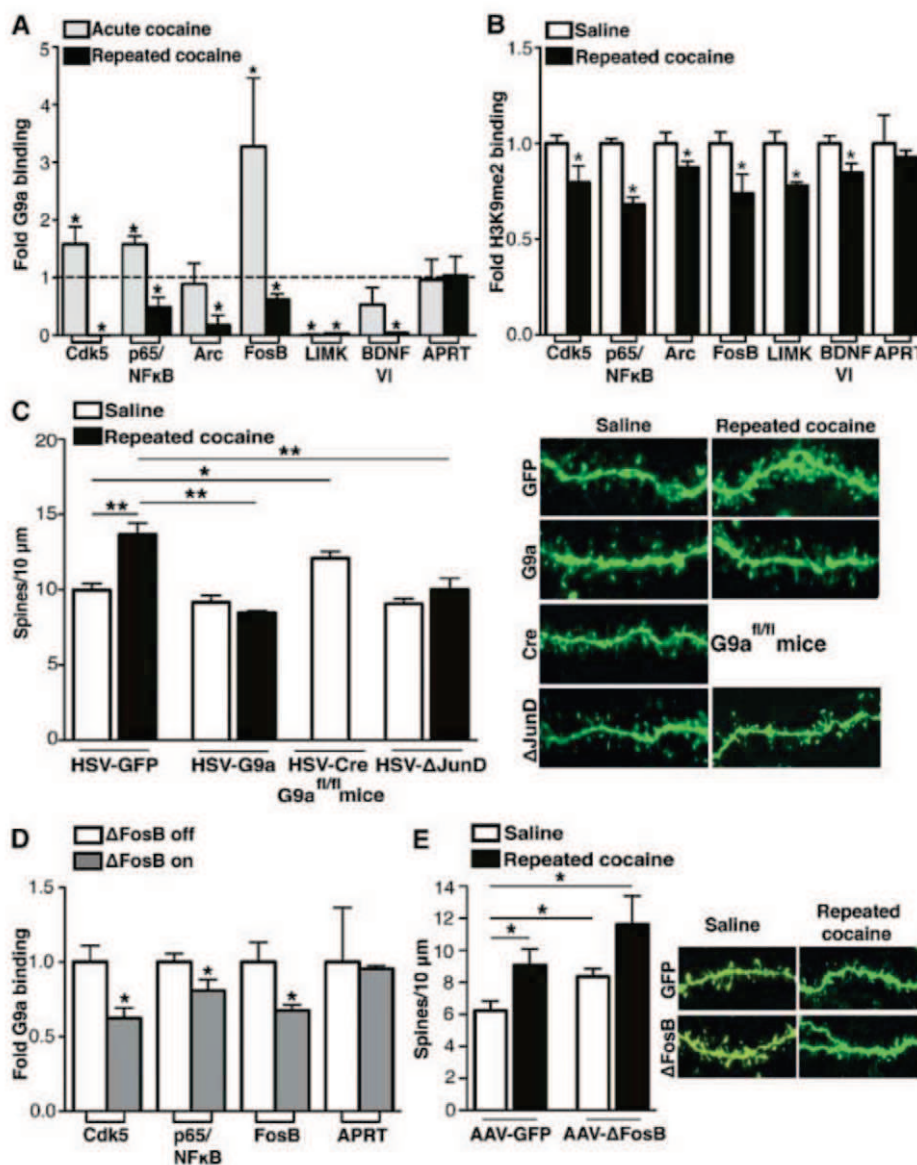 A
Acute cocaine
Repeated cocaine
Fold G9a binding
5
4
3
2
1
0
* * * * * * * * * *
Cdk5 p65/NFκB Arc FosB LIMK BDNF VI APRT
B
Saline
Repeated cocaine
Fold H3K9me2 binding
1.5
1.0
0.5
0.0
* * * * * *
Cdk5 p65/NFκB Arc FosB LIMK BDNF VI APRT
C
Saline
Repeated cocaine
Spines/10 µm
20
15
10
5
0
**
*
**
**
HSV-GFP HSV-G9a HSV-Cre HSV-ΔJunD
G9a fl/fl mice
Saline Repeated cocaine
GFP
G9a
Cre
G9a fl/fl mice
ΔJunD
D
ΔFosB off
ΔFosB on
Fold G9a binding
1.5
1.0
0.5
0.0
* * *
Cdk5 p65/NFκB FosB APRT
E
Saline
Repeated cocaine
Spines/10 µm
14
12
10
8
6
4
2
0
*
*
*
AAV-GFP AAV-ΔFosB
Saline Repeated cocaine
GFP
ΔFosB